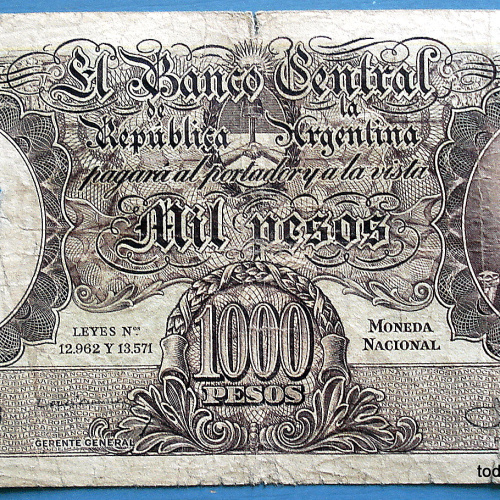 El Banco Central
de la
República Argentina
pagará al portador y a la vista
Mil pesos
LEYES Nos
12.962 Y 13.571
MONEDA
NACIONAL
1000
PESOS
GERENTE GENERAL
tod